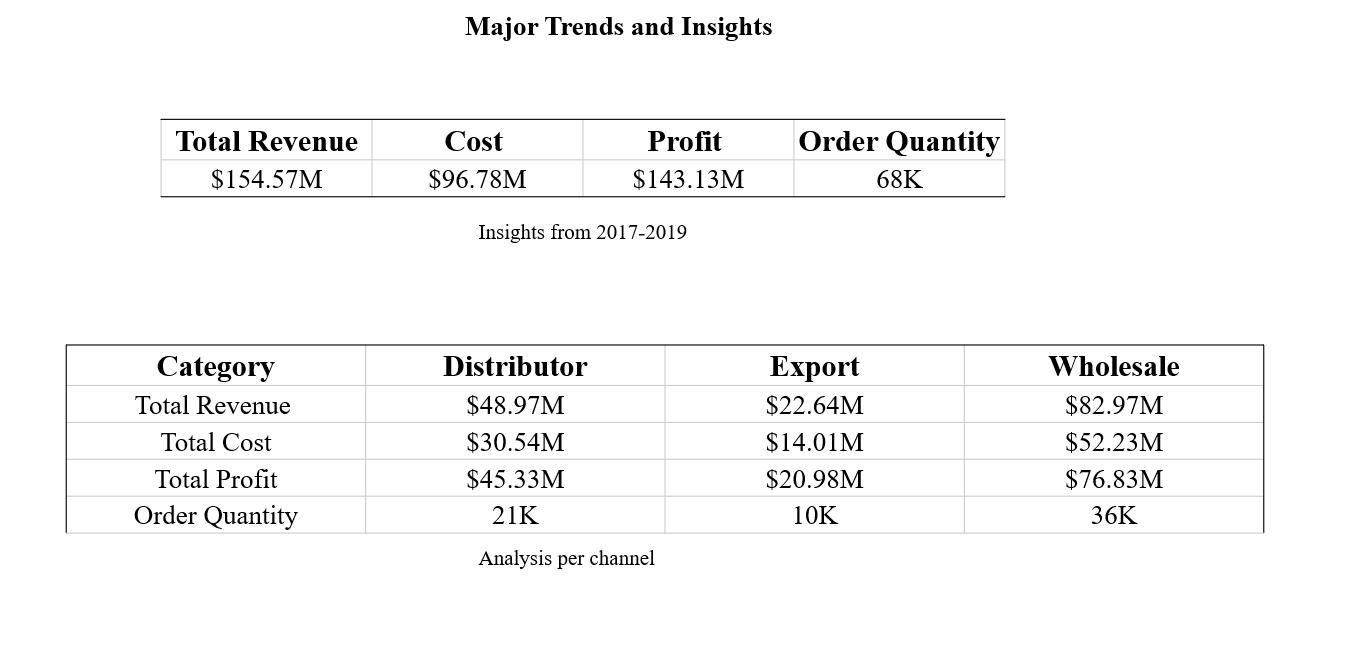 Major Trends and Insights
Total Revenue Cost Profit Order Quantity
$154.57M $96.78M $143.13M 68K
Insights from 2017-2019
Category Distributor Export Wholesale
Total Revenue $48.97M $22.64M $82.97M
Total Cost $30.54M $14.01M $52.23M
Total Profit $45.33M $20.98M $76.83M
Order Quantity 21K 10K 36K
Analysis per channel